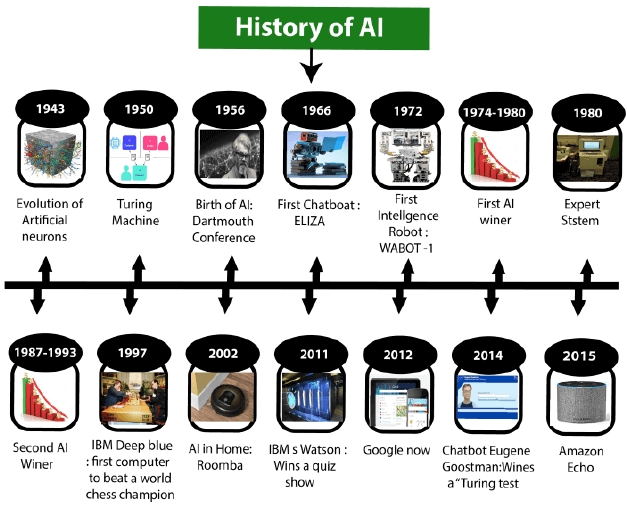 History of AI
1943
1950
1956
1966
1972
1974-1980
1980
Evolution of
Artificial
neurons
Turing
Machine
Birth of AI:
Dartmouth
Conference
First Chatboat :
ELIZA
First
Intellgence
Robot :
WABOT -1
First AI
winer
Expert
Ststem
1987-1993
1997
2002
2011
2012
2014
2015
Second AI
Winer
IBM Deep blue
: first computer
to beat a world
chess champion
AI in Home:
Roomba
IBM s Watson :
Wins a quiz
show
Google now
Chatbot Eugene
Goostman:Wines
a"Turing test
Amazon
Echo